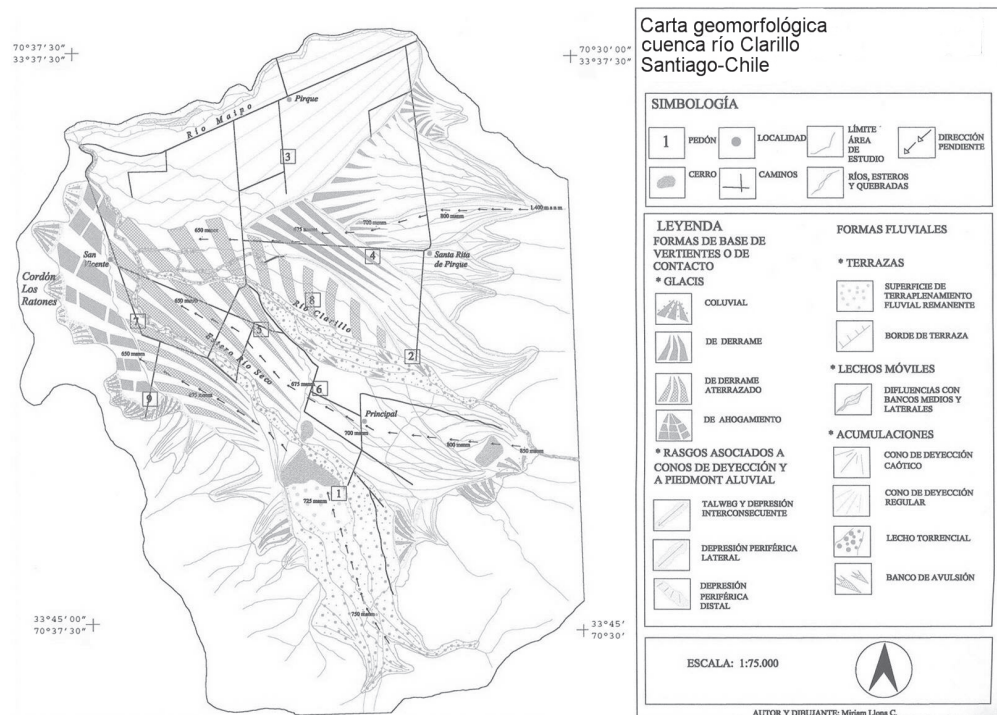 Carta geomorfológica
cuenca río Clarillo
Santiago-Chile
SIMBOLOGÍA
1
PEDÓN
LOCALIDAD
LÍMITE
ÁREA
DE
ESTUDIO
DIRECCIÓN
PENDIENTE
CERRO
CAMINOS
RÍOS, ESTEROS
Y QUEBRADAS
LEYENDA
FORMAS DE BASE DE
VERTIENTES O DE
CONTACTO
* GLACIS
COLUVIAL
DE DERRAME
DE DERRAME
ATERRAZADO
DE AHOGAMIENTO
* RASGOS ASOCIADOS A
CONOS DE DEYECCIÓN Y
A PIEDMONT ALUVIAL
TALWEG Y DEPRESIÓN
INTERCONSECUENTE
DEPRESIÓN PERIFÉRICA
LATERAL
DEPRESIÓN
PERIFÉRICA
DISTAL
FORMAS FLUVIALES
* TERRAZAS
SUPERFICIE DE
TERRAPLENAMIENTO
FLUVIAL REMANENTE
BORDE DE TERRAZA
* LECHOS MÓVILES
DIFLUENCIAS CON
BANCOS MEDIOS Y
LATERALES
* ACUMULACIONES
CONO DE DEYECCIÓN
CAÓTICO
CONO DE DEYECCIÓN
REGULAR
LECHO TORRENCIAL
BANCO DE AVULSIÓN
ESCALA: 1:75.000
AUTOR Y DIBUJANTE: Miriam Llona C.
70°37'30"
33°37'30"
70°30'00"
33°37'30"
Río Maipo
Pirque
3
1.400 m s n m
800 msnm
700 msnm
675 msnm
650 msnm
4
Santa Rita
de Pirque
San
Vicente
Cordón
Los
Ratones
650 msnm
8
Río Clarillo
7
5
Estero Río Seco
2
650 msnm
675 msnm
6
9
675 msnm
Principal
700 msnm
800 msnm
850 msnm
1
725 msnm
750 msnm
33°45'00"
70°37'30"
33°45'
70°30'